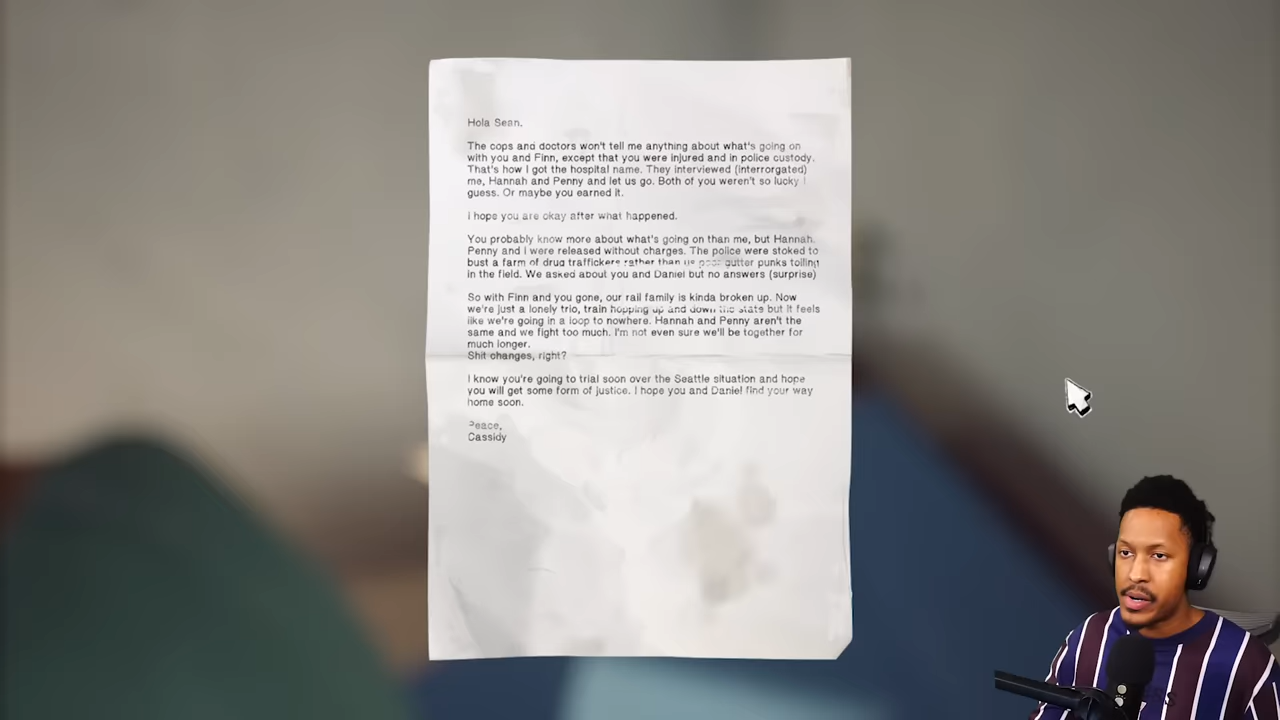 Hola Sean,
The cops and doctors won't tell me anything about what's going on
with you and Finn, except that you were injured and in police custody.
That's how I got the hospital name. They interviewed (interrorgated)
me, Hannah and Penny and let us go. Both of you weren't so lucky I
guess. Or maybe you earned it.
I hope you are okay after what happened.
You probably know more about what's going on than me, but Hannah,
Penny and I were released without charges. The police were stoked to
bust a farm of drug traffickers rather than us poor gutter punks toiling
in the field. We asked about you and Daniel but no answers (surprise)
So with Finn and you gone, our rail family is kinda broken up. Now
we're just a lonely trio, train hopping up and down the state but it feels
like we're going in a loop to nowhere. Hannah and Penny aren't the
same and we fight too much. I'm not even sure we'll be together for
much longer.
Shit changes, right?
I know you're going to trial soon over the Seattle situation and hope
you will get some form of justice. I hope you and Daniel find your way
home soon.
Peace,
Cassidy